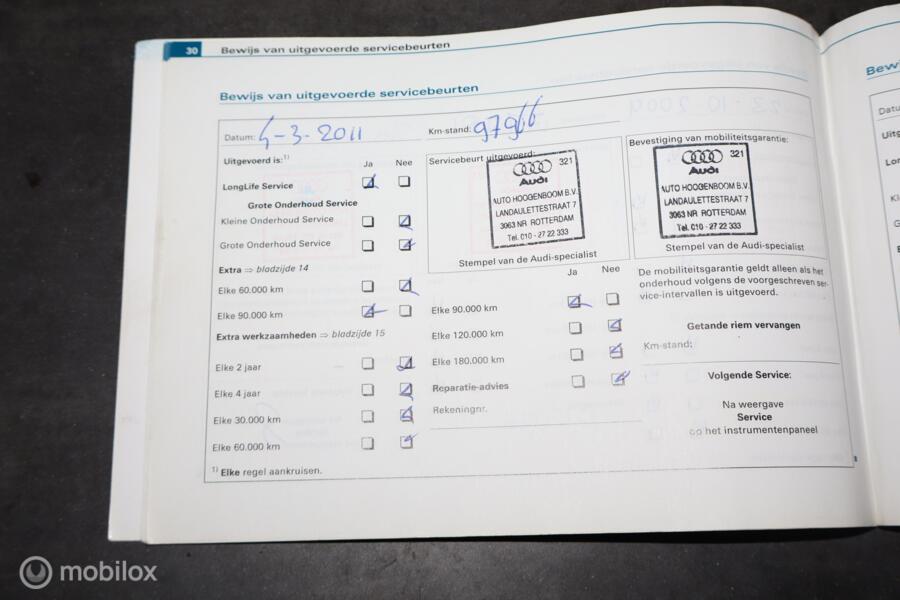 30 Bewijs van uitgevoerde servicebeurten
Bewijs van uitgevoerde servicebeurten
Datum: 4-3-2011
Km-stand: 97966
Uitgevoerd is:1) Ja Nee
LongLife Service
Grote Onderhoud Service
Kleine Onderhoud Service
Grote Onderhoud Service
Extra ⇒ bladzijde 14
Elke 60.000 km
Elke 90.000 km
Extra werkzaamheden ⇒ bladzijde 15
Elke 2 jaar
Elke 4 jaar
Elke 30.000 km
Elke 60.000 km
1) Elke regel aankruisen.
Servicebeurt uitgevoerd:
321
Audi
AUTO HOOGENBOOM B.V.
LANDAULETTESTRAAT 7
3063 NR ROTTERDAM
Tel. 010 - 27 22 333
Stempel van de Audi-specialist
Ja Nee
Elke 90.000 km
Elke 120.000 km
Elke 180.000 km
Reparatie-advies
Rekeningnr.
Bevestiging van mobiliteitsgarantie:
321
Audi
AUTO HOOGENBOOM B.V.
LANDAULETTESTRAAT 7
3063 NR ROTTERDAM
Tel. 010 - 27 22 333
Stempel van de Audi-specialist
De mobiliteitsgarantie geldt alleen als het
onderhoud volgens de voorgeschreven ser-
vice-intervallen is uitgevoerd.
Getande riem vervangen
Km-stand:
Volgende Service:
Na weergave
Service
op het instrumentenpaneel
mobilox